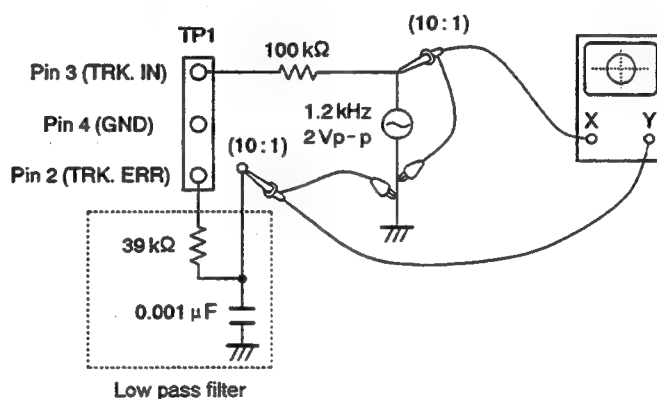 TP1
(10:1)
100 kΩ
Pin 3 (TRK. IN)
Pin 4 (GND)
1.2 kHz
2 Vp-p
X
Y
(10:1)
Pin 2 (TRK. ERR)
39 kΩ
0.001 µF
Low pass filter